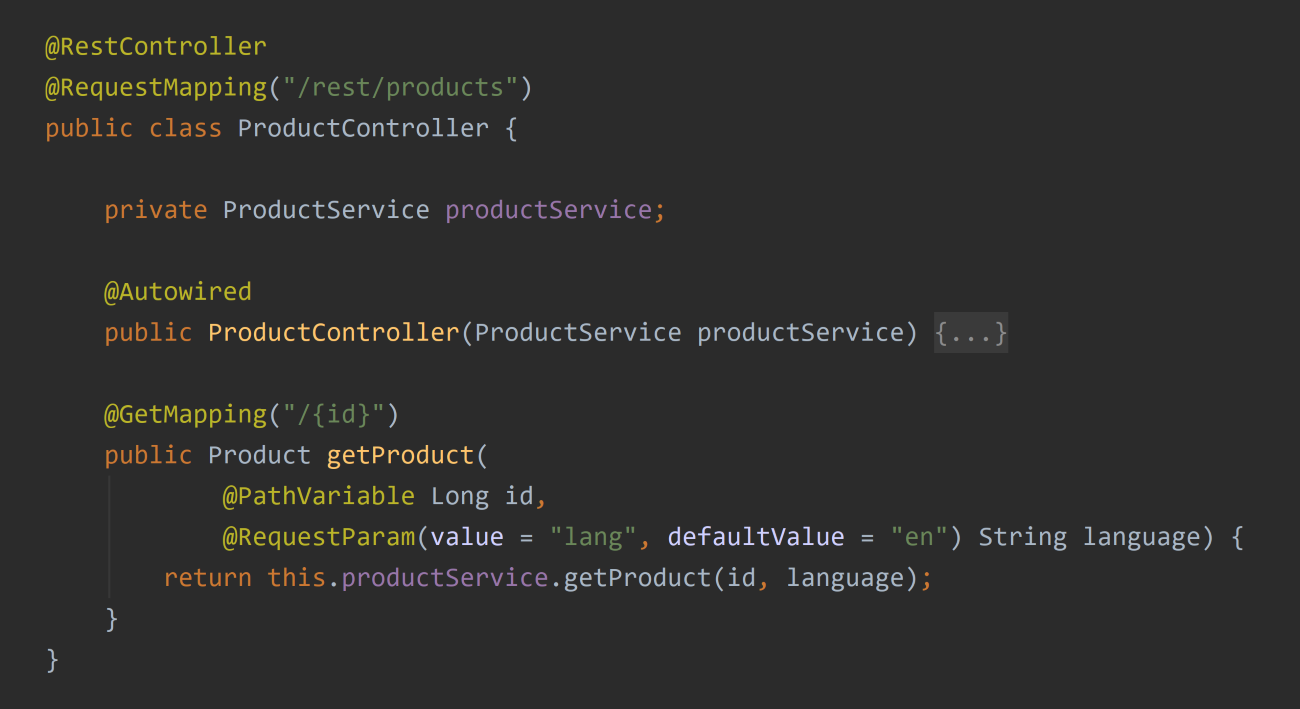 @RestController
@RequestMapping("/rest/products")
public class ProductController {
private ProductService productService;
@Autowired
public ProductController(ProductService productService) {...}
@GetMapping("/{id}")
public Product getProduct(
@PathVariable Long id,
@RequestParam(value = "lang", defaultValue = "en") String language) {
return this.productService.getProduct(id, language);
}
}